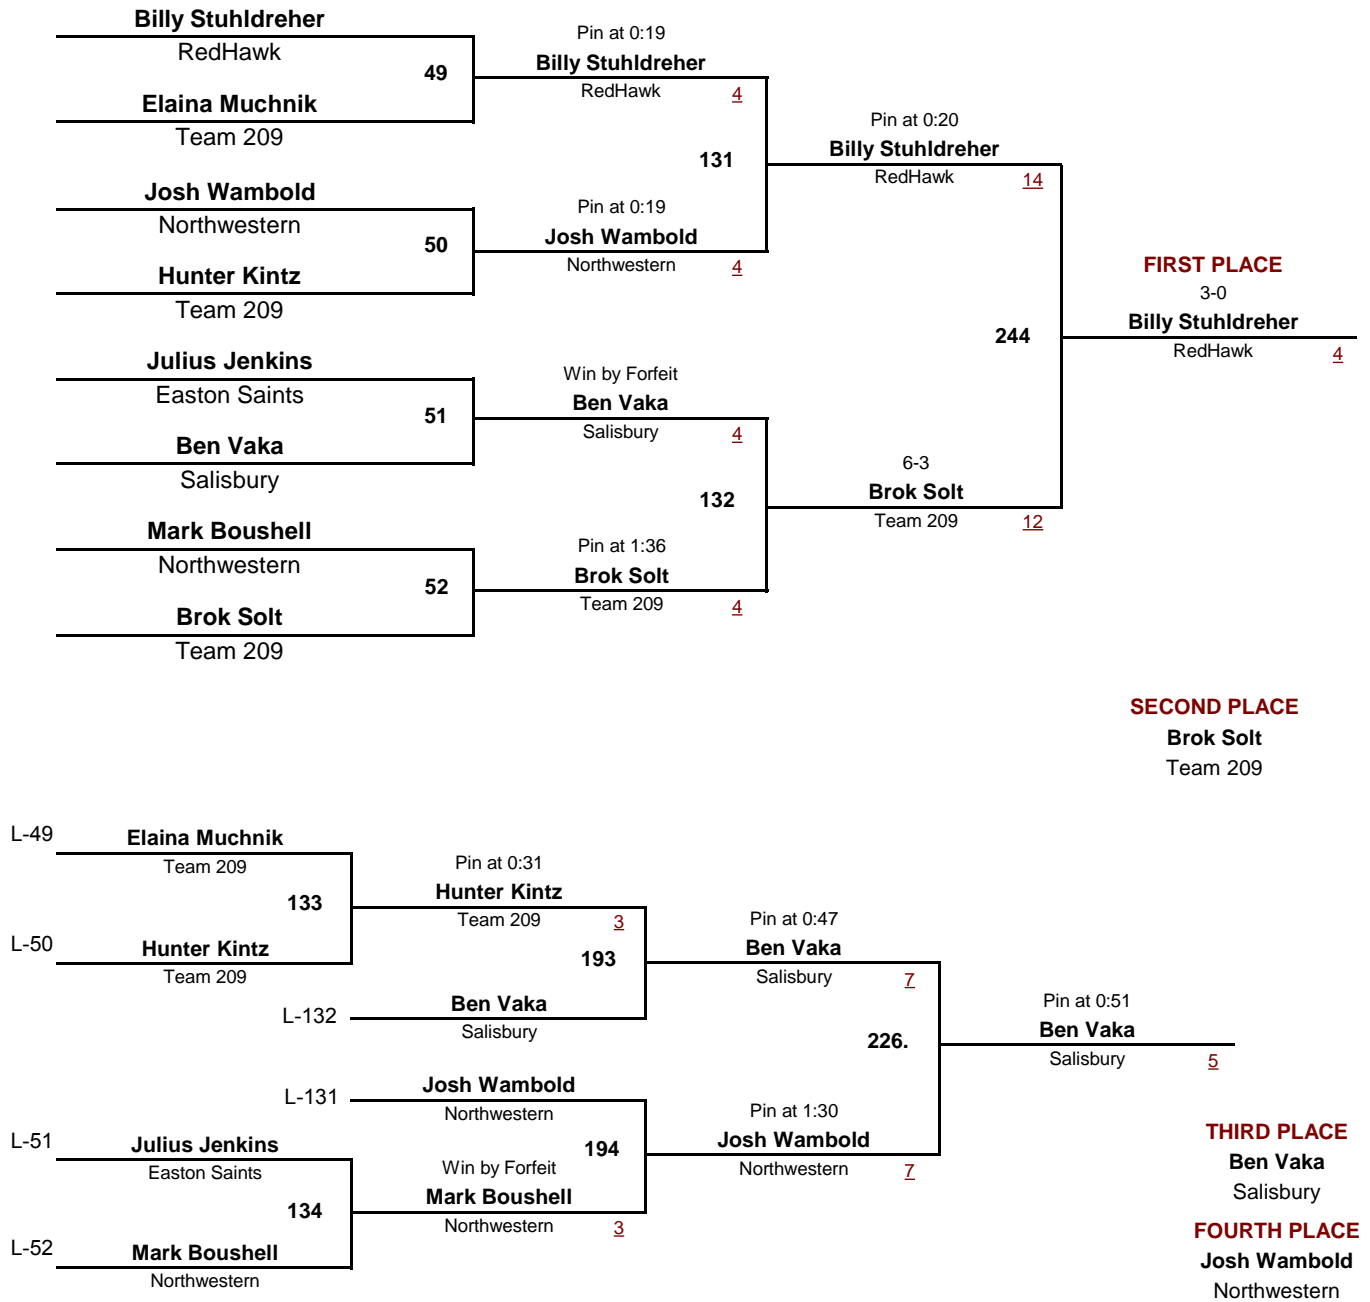 Billy Stuhldreher
RedHawk
49
Elaina Muchnik
Team 209
Josh Wambold
Northwestern
50
Hunter Kintz
Team 209
Julius Jenkins
Easton Saints
51
Ben Vaka
Salisbury
Mark Boushell
Northwestern
52
Brok Solt
Team 209
Pin at 0:19
Billy Stuhldreher
RedHawk 4
131
Pin at 0:19
Josh Wambold
Northwestern 4
Win by Forfeit
Ben Vaka
Salisbury 4
132
Pin at 1:36
Brok Solt
Team 209 4
Pin at 0:20
Billy Stuhldreher
RedHawk 14
244
6-3
Brok Solt
Team 209 12
FIRST PLACE
3-0
Billy Stuhldreher
RedHawk 4
SECOND PLACE
Brok Solt
Team 209
L-49 Elaina Muchnik
Team 209
133
L-50 Hunter Kintz
Team 209
Pin at 0:31
Hunter Kintz
Team 209 3
193
L-132 Ben Vaka
Salisbury
L-131 Josh Wambold
Northwestern
194
L-51 Julius Jenkins
Easton Saints
134
L-52 Mark Boushell
Northwestern
Win by Forfeit
Mark Boushell
Northwestern 3
Pin at 0:47
Ben Vaka
Salisbury 7
226.
Pin at 1:30
Josh Wambold
Northwestern 7
Pin at 0:51
Ben Vaka
Salisbury 5
THIRD PLACE
Ben Vaka
Salisbury
FOURTH PLACE
Josh Wambold
Northwestern